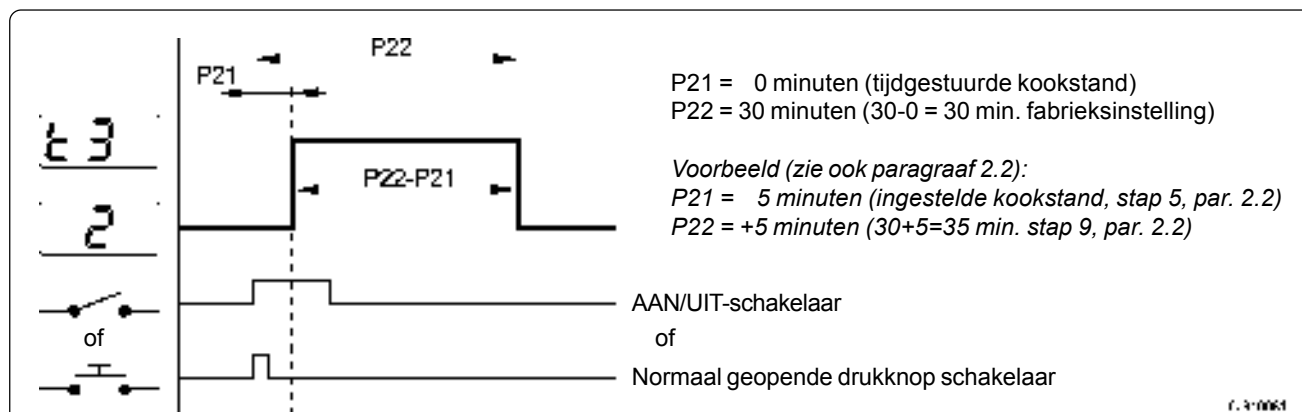 P22
P21
P21 = 0 minuten (tijdgestuurde kookstand)
P22 = 30 minuten (30-0 = 30 min. fabrieksinstelling)
t3
P22-P21
Voorbeeld (zie ook paragraaf 2.2):
P21 = 5 minuten (ingestelde kookstand, stap 5, par. 2.2)
P22 = +5 minuten (30+5=35 min. stap 9, par. 2.2)
2
AAN/UIT-schakelaar
of
of
Normaal geopende drukknop schakelaar